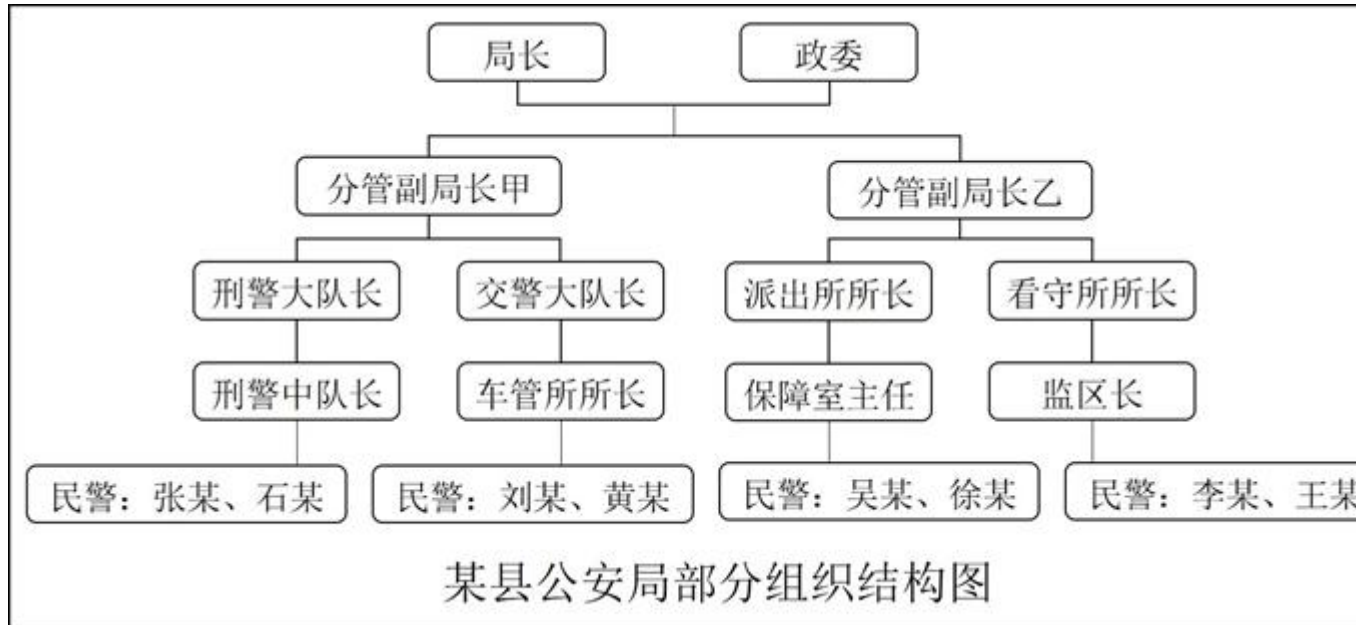 局长
政委
分管副局长甲
分管副局长乙
刑警大队长
交警大队长
派出所所长
看守所所长
刑警中队长
车管所所长
保障室主任
监区长
民警：张某、石某
民警：刘某、黄某
民警：吴某、徐某
民警：李某、王某
某县公安局部分组织结构图